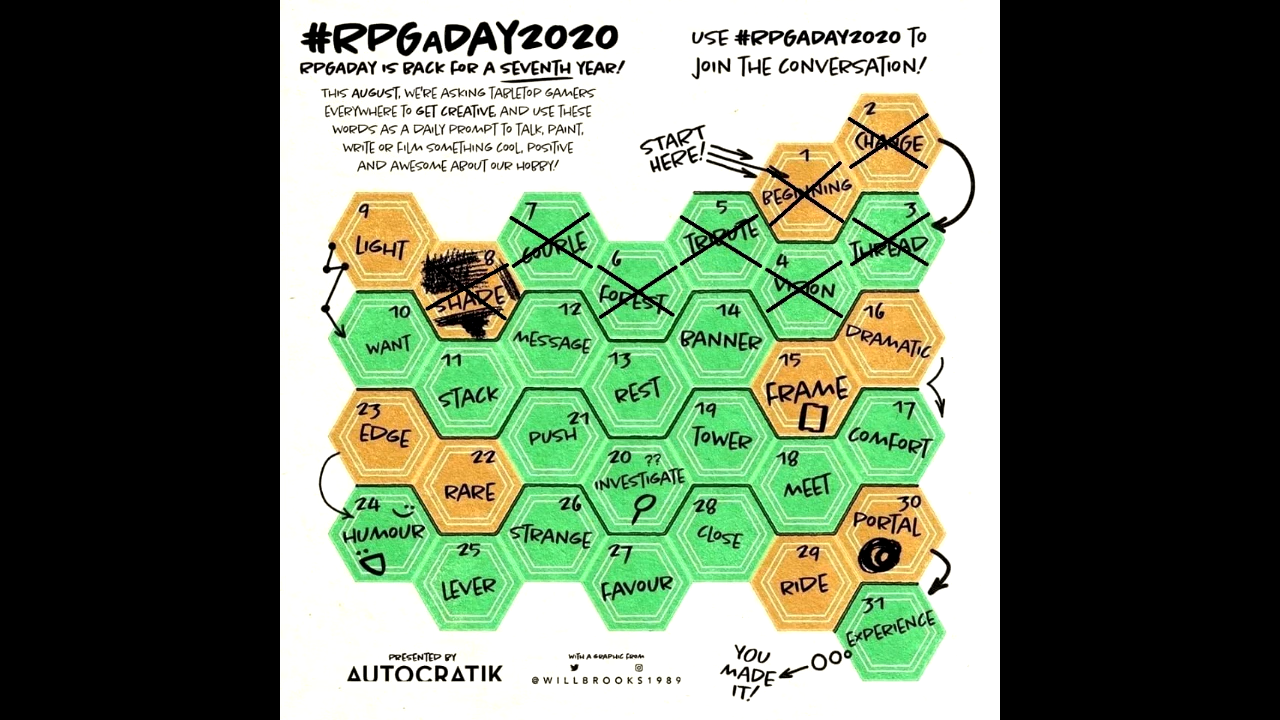 #RPGaDAY2020
RPGADAY IS BACK FOR A SEVENTH YEAR!
THIS AUGUST, WE'RE ASKING TABLETOP GAMERS
EVERYWHERE TO GET CREATIVE, AND USE THESE
WORDS AS A DAILY PROMPT TO TALK, PAINT,
WRITE OR FILM SOMETHING COOL, POSITIVE
AND AWESOME ABOUT OUR HOBBY!
USE #RPGADAY2020 TO
JOIN THE CONVERSATION!
START
HERE!
1
BEGINNING
2
CHANGE
3
THREAD
4
VISION
5
TRIBUTE
6
FOREST
7
COUPLE
8
SHADE
9
LIGHT
10
WANT
11
STACK
12
MESSAGE
13
REST
14
BANNER
15
FRAME
16
DRAMATIC
17
COMFORT
18
MEET
19
TOWER
20 ??
INVESTIGATE
21
PUSH
22
RARE
23
EDGE
24
HUMOUR
25
LEVER
26
STRANGE
27
FAVOUR
28
CLOSE
29
RIDE
30
PORTAL
31
EXPERIENCE
YOU
MADE
IT!
PRESENTED BY
AUTOCRATIK
WITH A GRAPHIC FROM
@WILLBROOKS1989